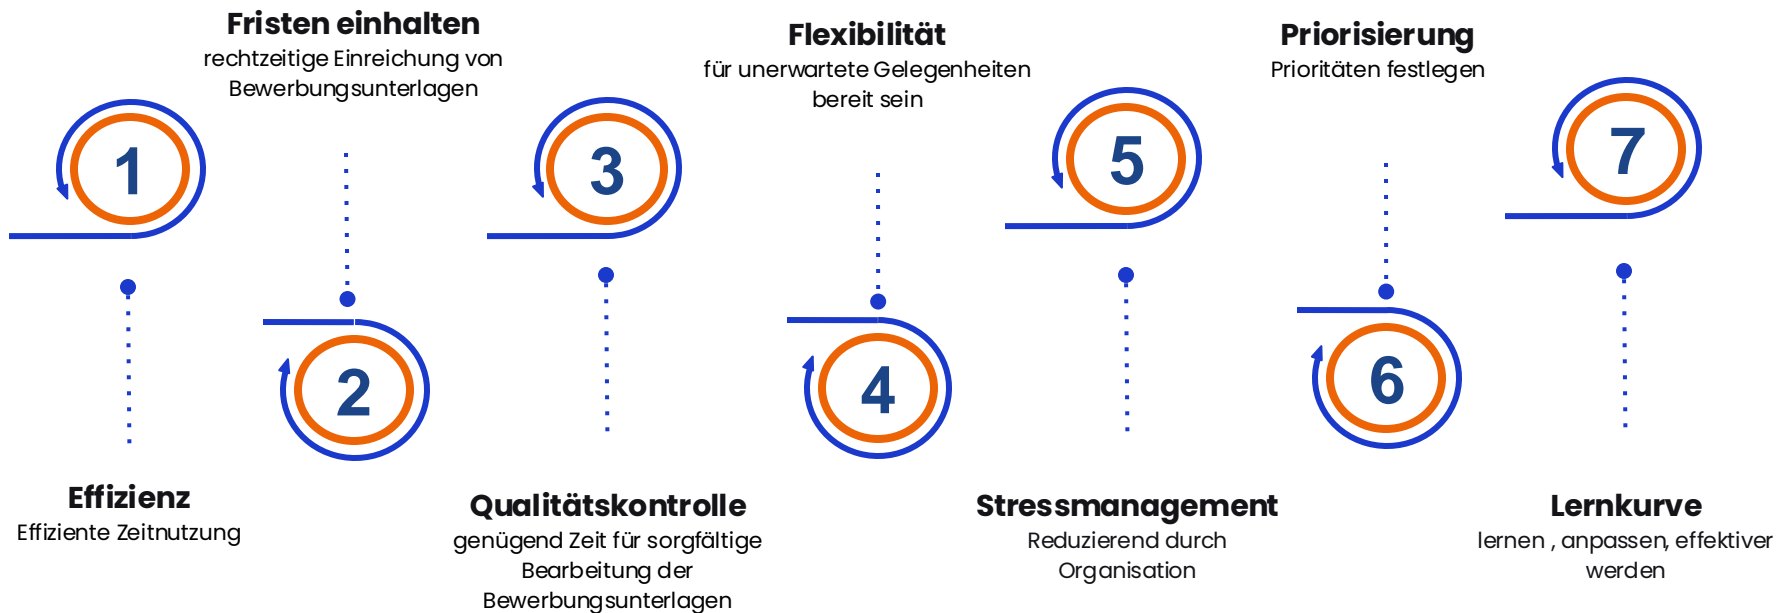 1
Effizienz
Effiziente Zeitnutzung
Fristen einhalten
rechtzeitige Einreichung von
Bewerbungsunterlagen
2
3
Qualitätskontrolle
genügend Zeit für sorgfältige
Bearbeitung der
Bewerbungsunterlagen
Flexibilität
für unerwartete Gelegenheiten
bereit sein
4
5
Stressmanagement
Reduzierend durch
Organisation
Priorisierung
Prioritäten festlegen
6
7
Lernkurve
lernen , anpassen, effektiver
werden